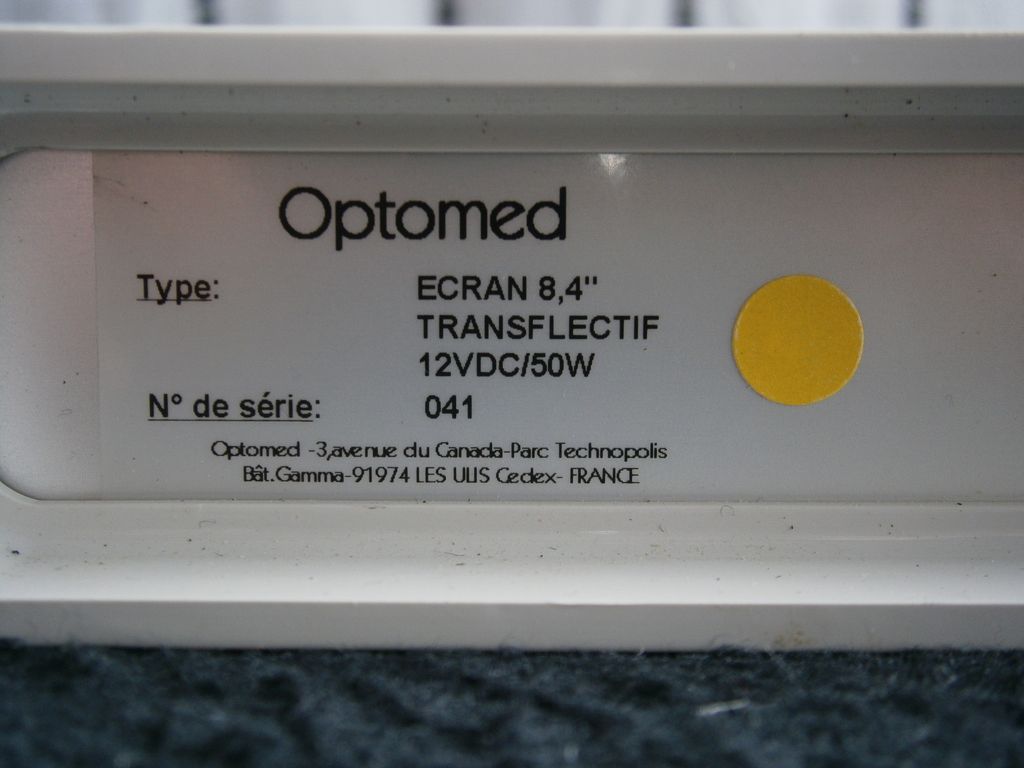 Optomed
Type: ECRAN 8,4"
TRANSFLECTIF
12VDC/50W
N° de série: 041
Optomed -3,avenue du Canada-Parc Technopolis
Bât.Gamma-91974 LES ULIS Cedex- FRANCE